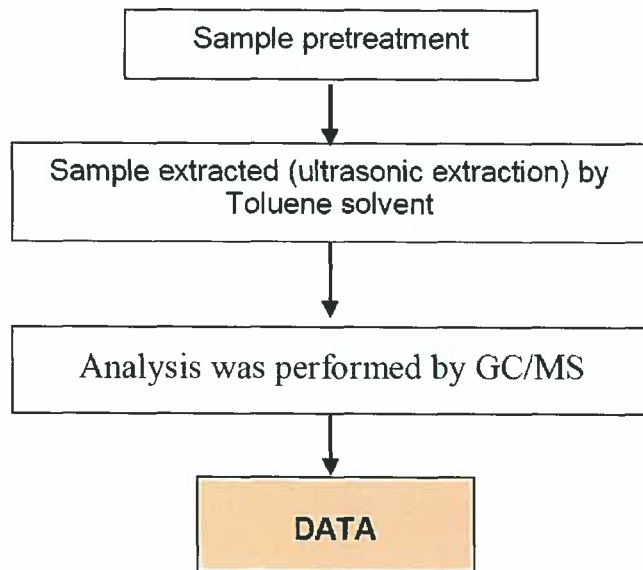 Sample pretreatment
Sample extracted (ultrasonic extraction) by
Toluene solvent
Analysis was performed by GC/MS
DATA